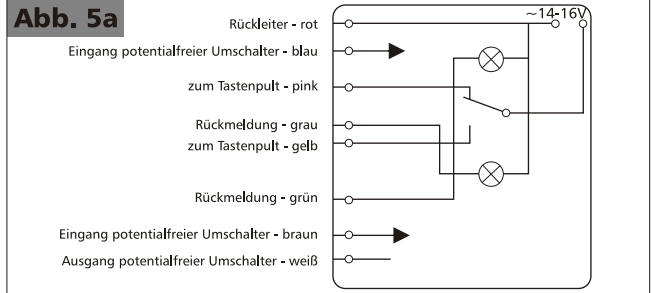 Abb. 5a
~14-16V
Rückleiter - rot
Eingang potentialfreier Umschalter - blau
zum Tastenpult - pink
Rückmeldung - grau
zum Tastenpult - gelb
Rückmeldung - grün
Eingang potentialfreier Umschalter - braun
Ausgang potentialfreier Umschalter - weiß